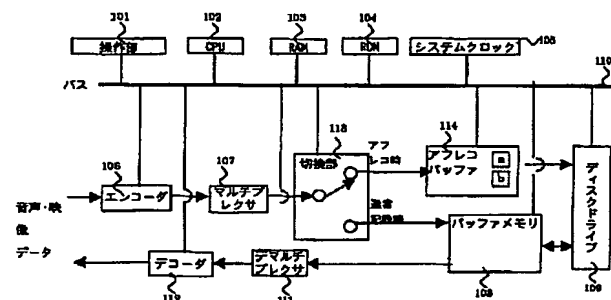 101
102
103
104
操作部
CPU
RAM
ROM
システムクロック
105
バス
110
113
アフ
レコ時
114
106
107
切換部
アフレコ
バッファ
a
b
エンコーダ
マルチプレクサ
音声・映
像
データ
通常
記録時
バッファメモリ
ディスクドライブ
デコーダ
デマルチ
プレクサ
112
111
108
109